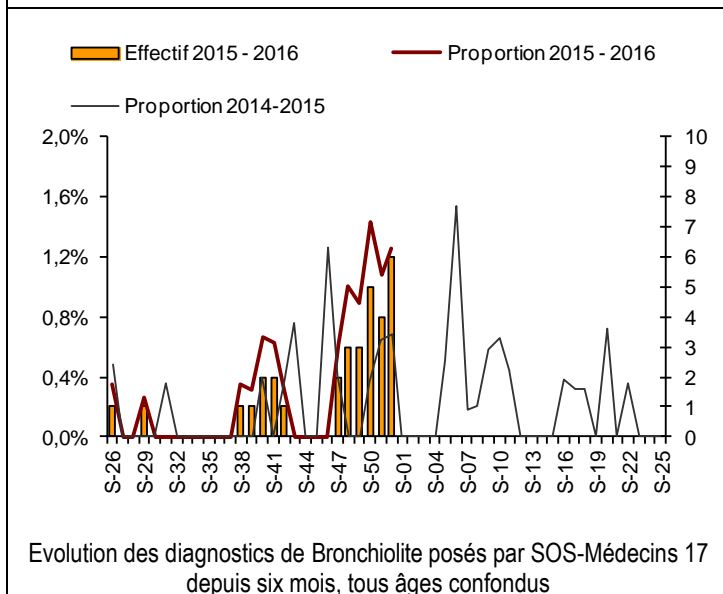 Effectif 2015 - 2016
Proportion 2015 - 2016
Proportion 2014-2015
2,0%
1,6%
1,2%
0,8%
0,4%
0,0%
10
9
8
7
6
5
4
3
2
1
0
S-26
S-29
S-32
S-35
S-38
S-41
S-44
S-47
S-50
S-01
S-04
S-07
S-10
S-13
S-16
S-19
S-22
S-25
Evolution des diagnostics de Bronchiolite posés par SOS-Médecins 17
depuis six mois, tous âges confondus